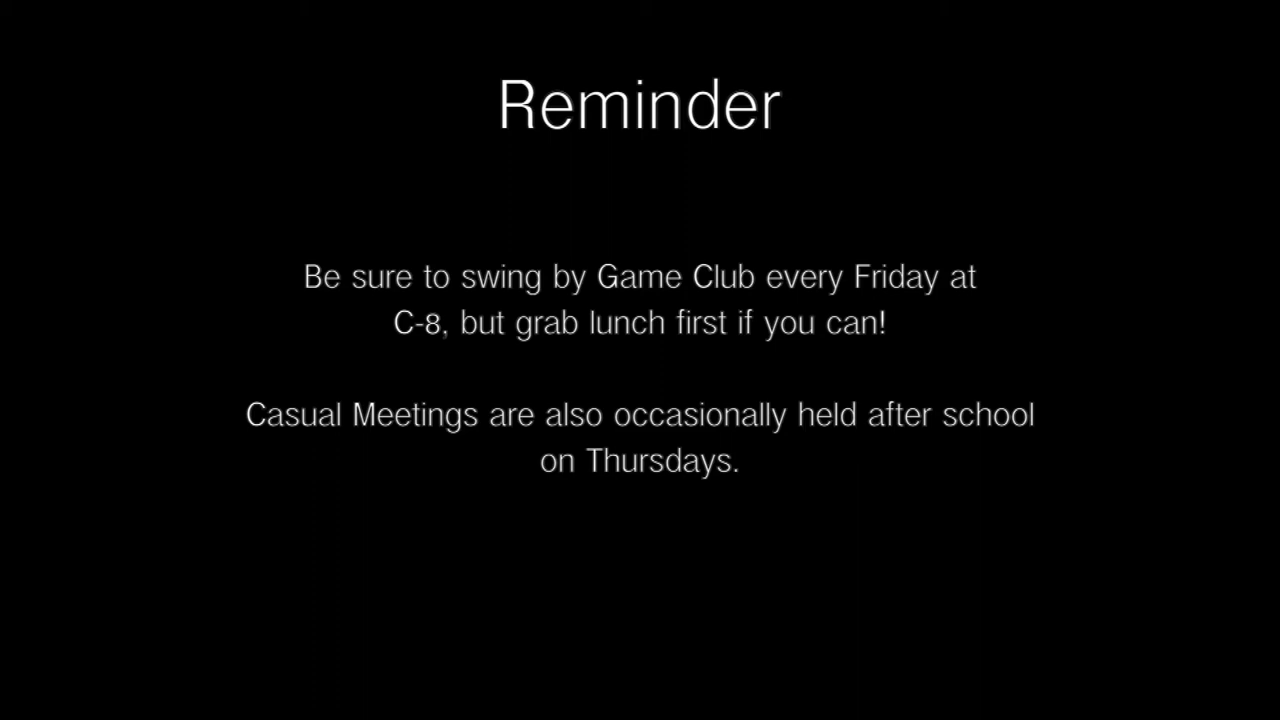 Reminder
Be sure to swing by Game Club every Friday at
C-8, but grab lunch first if you can!
Casual Meetings are also occasionally held after school
on Thursdays.